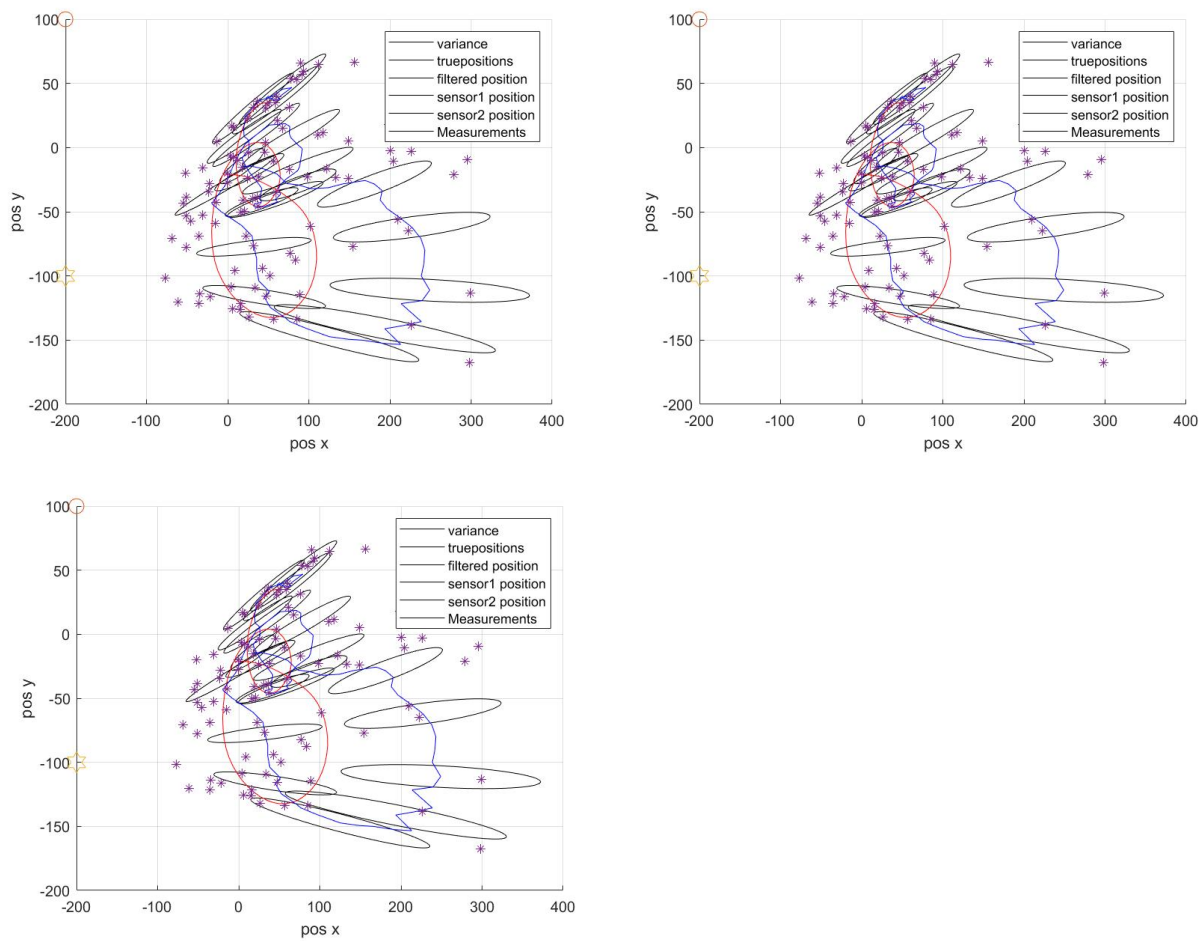 100
50
0
-50
-100
-150
-200
pos y
-200
-100
0
100
200
300
400
pos x
variance
truepositions
filtered position
sensor1 position
sensor2 position
Measurements
100
50
0
-50
-100
-150
-200
pos y
-200
-100
0
100
200
300
400
pos x
variance
truepositions
filtered position
sensor1 position
sensor2 position
Measurements
100
50
0
-50
-100
-150
-200
pos y
-200
-100
0
100
200
300
400
pos x
variance
truepositions
filtered position
sensor1 position
sensor2 position
Measurements